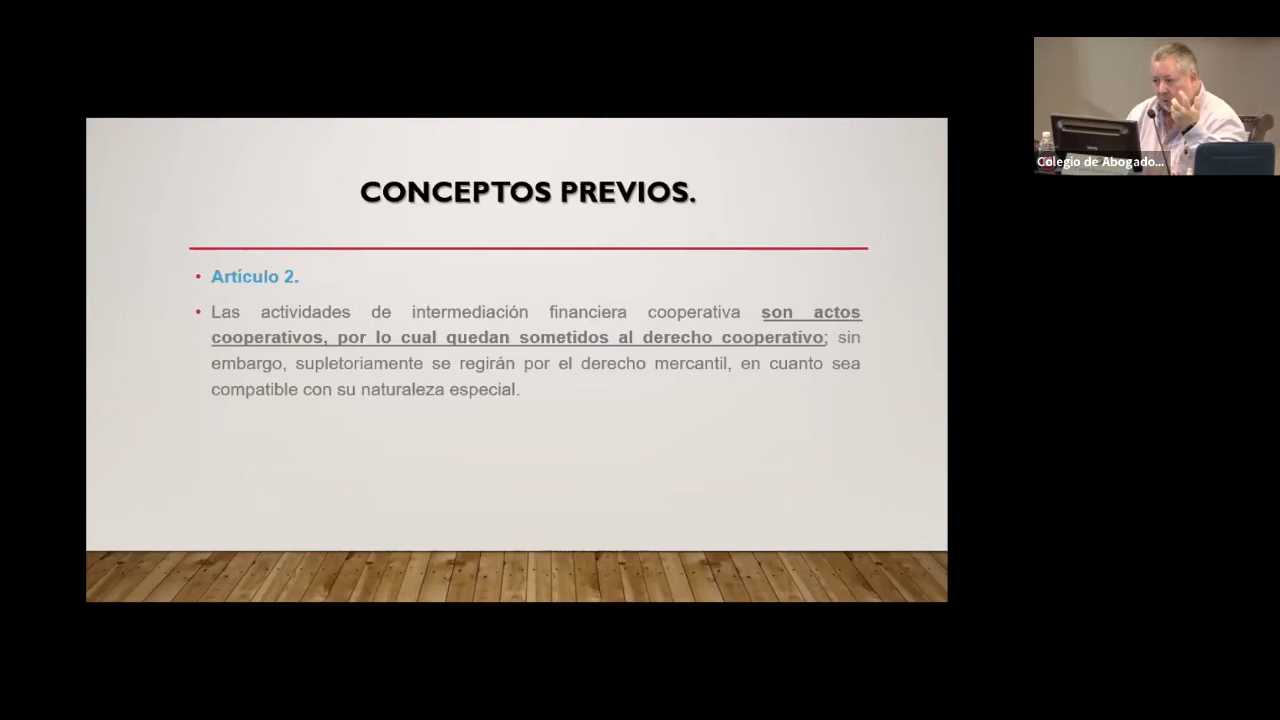 CONCEPTOS PREVIOS.
• Artículo 2.
• Las actividades de intermediación financiera cooperativa son actos
cooperativos, por lo cual quedan sometidos al derecho cooperativo; sin
embargo, supletoriamente se regirán por el derecho mercantil, en cuanto sea
compatible con su naturaleza especial.
Colegio de Abogado...